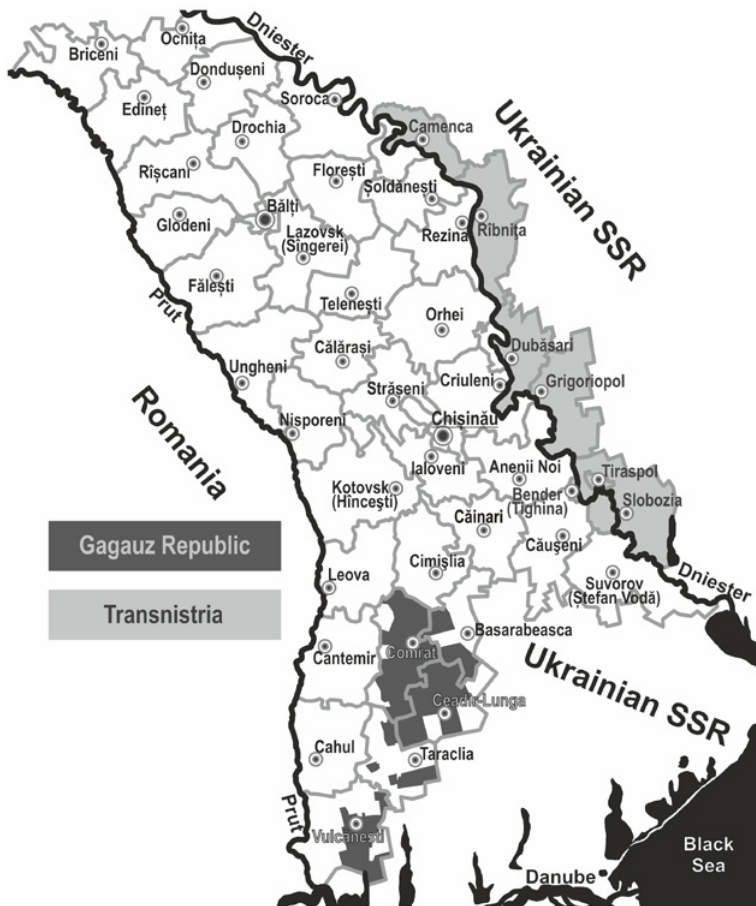 Ocnița
Briceni
Dniester
Dondușeni
Edineț
Soroca
Drochia
Camenca
Ukrainian SSR
Rîșcani
Florești
Șoldănești
Glodeni
Bălți
Lazovsk
(Sîngerei)
Rezina
Rîbnița
Fălești
Prut
Telenești
Orhei
Călărași
Dubăsari
Ungheni
Strășeni
Criuleni
Grigoriopol
Romania
Nisporeni
Chișinău
Ialoveni
Anenii Noi
Tiraspol
Kotovsk
(Hîncești)
Bender
(Tighina)
Slobozia
Căinari
Căușeni
Gagauz Republic
Cimișlia
Leova
Suvorov
(Ștefan Vodă)
Dniester
Transnistria
Basarabeasca
Cantemir
Comrat
Ukrainian SSR
Ceadîr-Lunga
Cahul
Taraclia
Prut
Vulcănești
Black
Sea
Danube